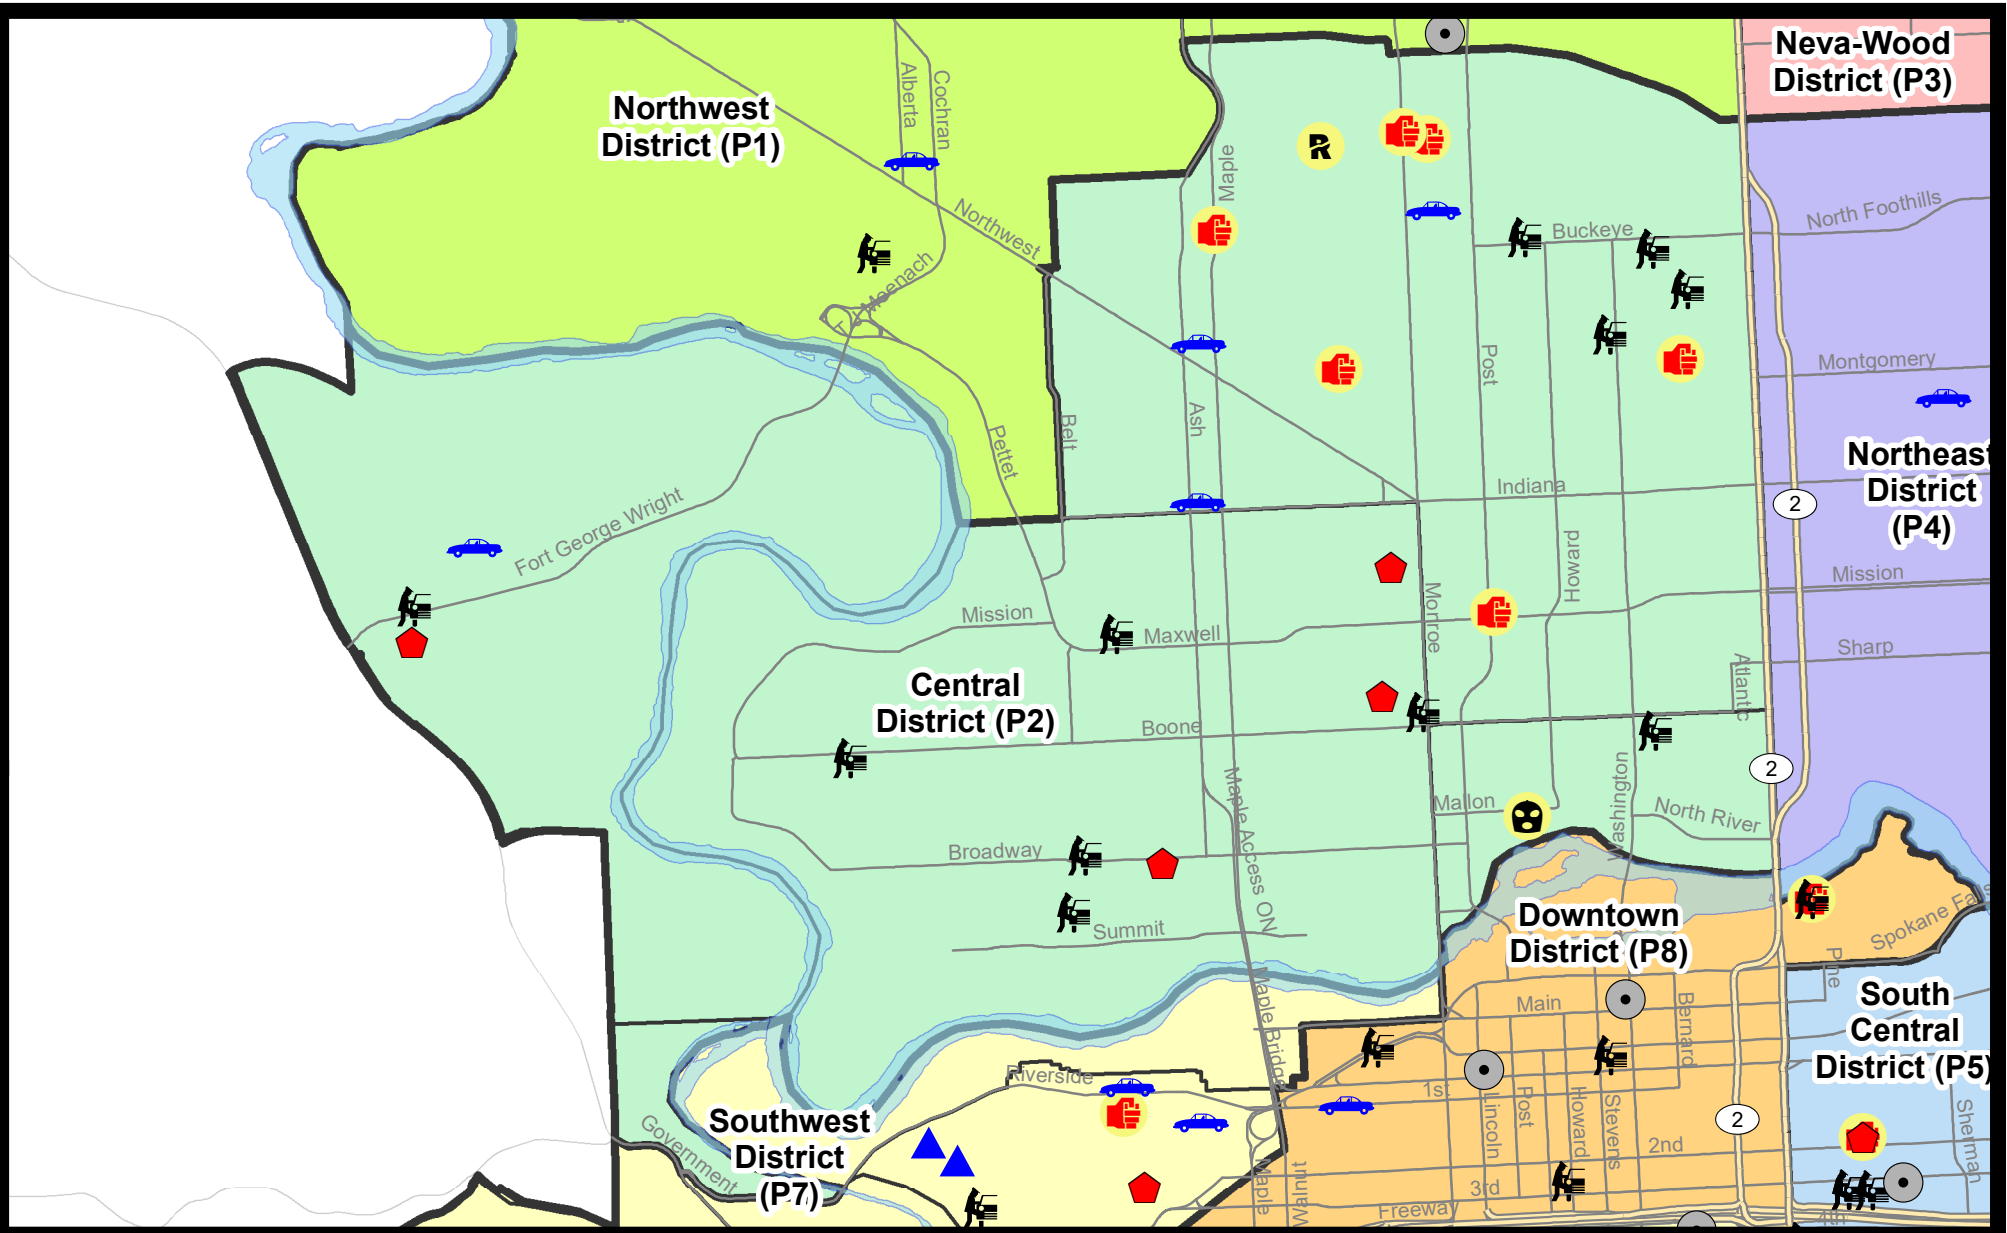 Neva-Wood
District (P3)
Northwest
District (P1)
Alberta
Cochran
Maple
Northwest
North Foothills
Buckeye
T J Meenach
Post
Montgomery
Belt
Ash
Pettet
Northeast
District
(P4)
Indiana
2
Fort George Wright
Howard
Mission
Mission
Monroe
Maxwell
Sharp
Atlantic
Central
District (P2)
Boone
2
Maple Access ON
Washington
Mallon
North River
Broadway
Summit
Downtown
District (P8)
Spokane Fa
Pine
Maple Bridge
Main
Bernard
South
Central
District (P5)
Riverside
1st
Lincoln
Post
Howard
Stevens
2
Sherman
Southwest
District
(P7)
Government
2nd
Maple
Walnut
3rd
Freeway
4th